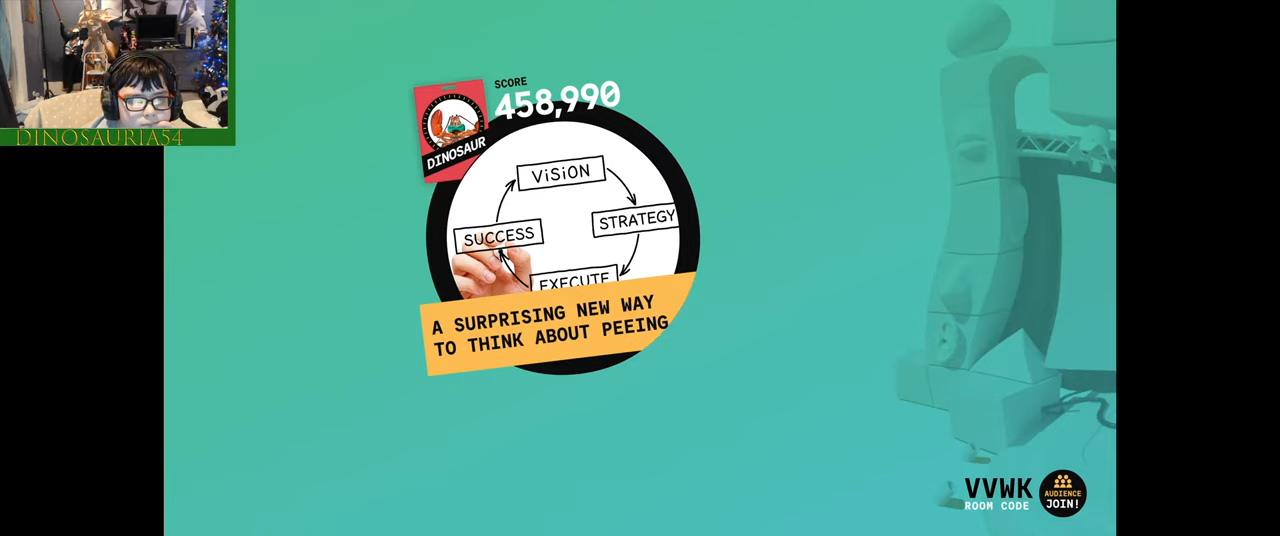 DINOSAURIA54
SCORE
458,990
DINOSAUR
VISION
STRATEGY
SUCCESS
EXECUTE
A SURPRISING NEW WAY
TO THINK ABOUT PEEING
VVWK
ROOM CODE
AUDIENCE
JOIN!